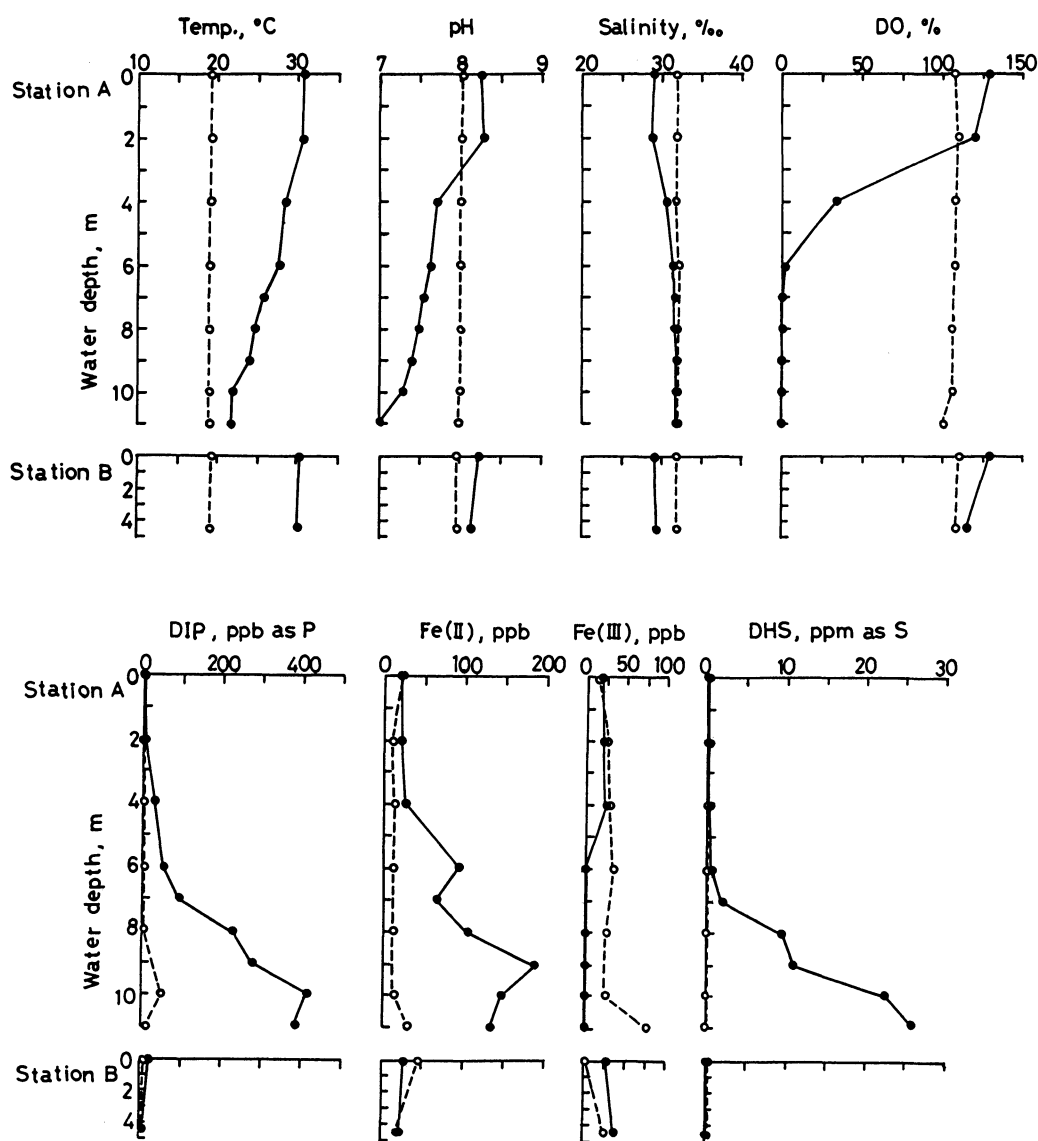 Temp., °C pH Salinity, ‰ DO, %
10 20 30 7 8 9 20 30 40 0 50 100 150
Station A
0
2
4
6
8
10
Water depth, m
Station B
0
2
4
DIP, ppb as P Fe(II), ppb Fe(III), ppb DHS, ppm as S
0 200 400 0 100 200 0 50 100 0 10 20 30
Station A
0
2
4
6
8
10
Water depth, m
Station B
0
2
4